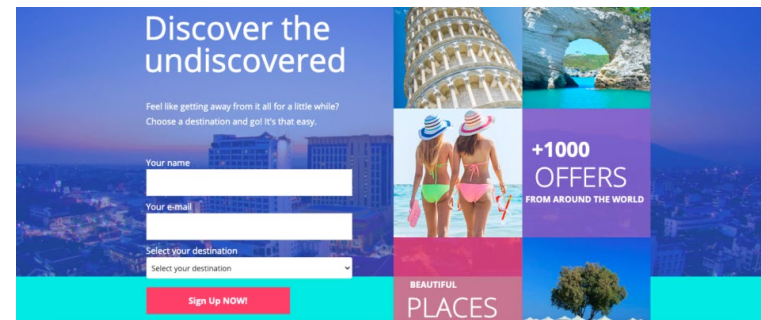 Discover the
undiscovered
Feel like getting away from it all for a little while?
Choose a destination and go! It's that easy.
Your name
Your e-mail
Select your destination
Select your destination
Sign Up NOW!
+1000
OFFERS
FROM AROUND THE WORLD
BEAUTIFUL
PLACES